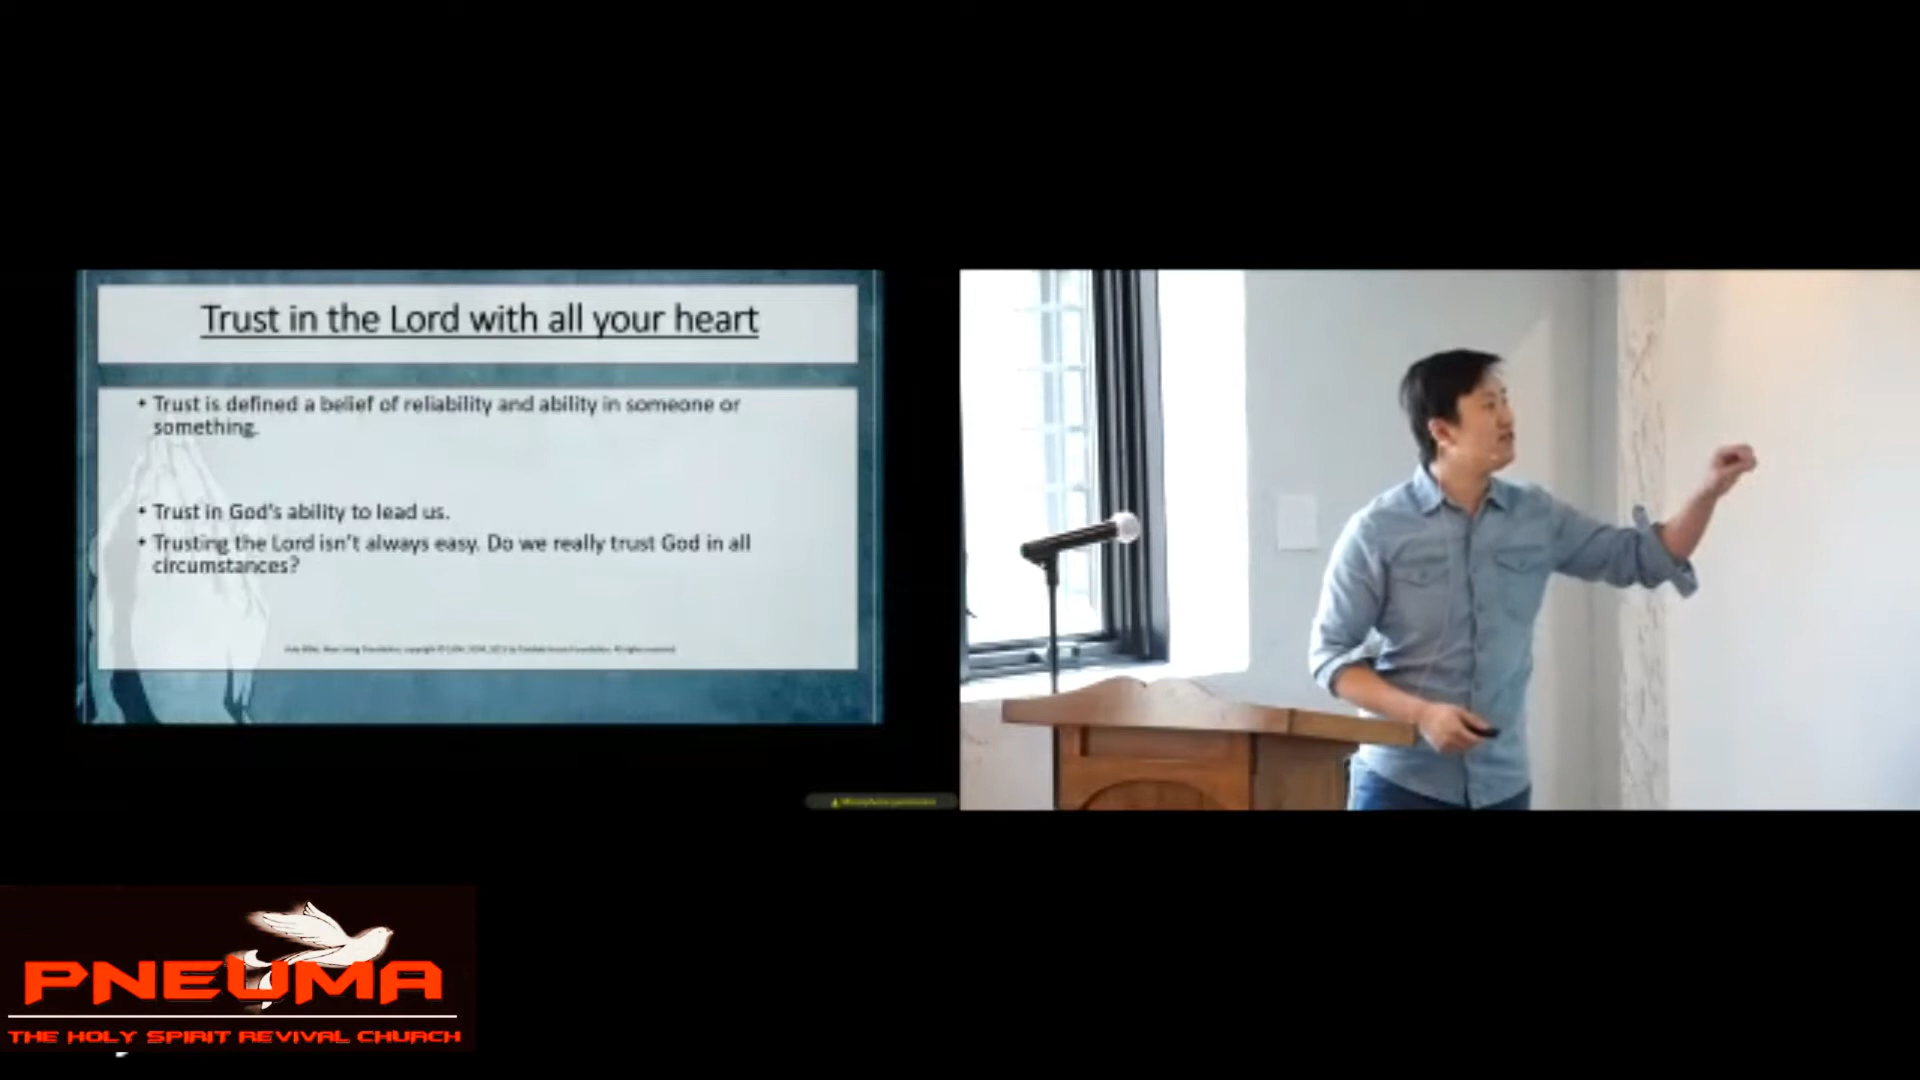 Trust in the Lord with all your heart
• Trust is defined a belief of reliability and ability in someone or
something.
• Trust in God's ability to lead us.
• Trusting the Lord isn't always easy. Do we really trust God in all
circumstances?
PNEUMA
THE HOLY SPIRIT REVIVAL CHURCH